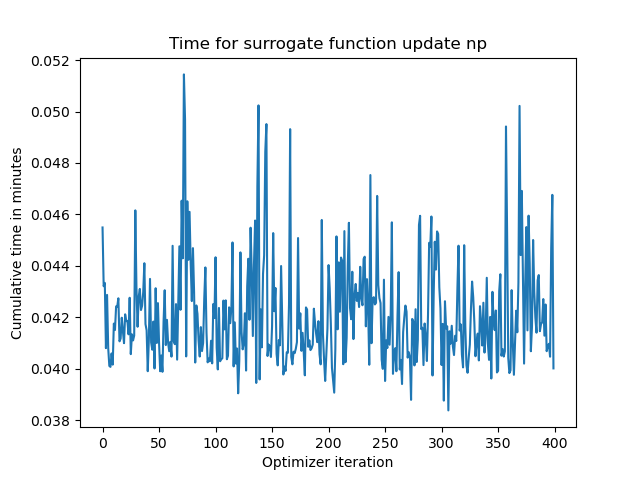 Time for surrogate function update np
Cumulative time in minutes
0.052
0.050
0.048
0.046
0.044
0.042
0.040
0.038
0 50 100 150 200 250 300 350 400
Optimizer iteration